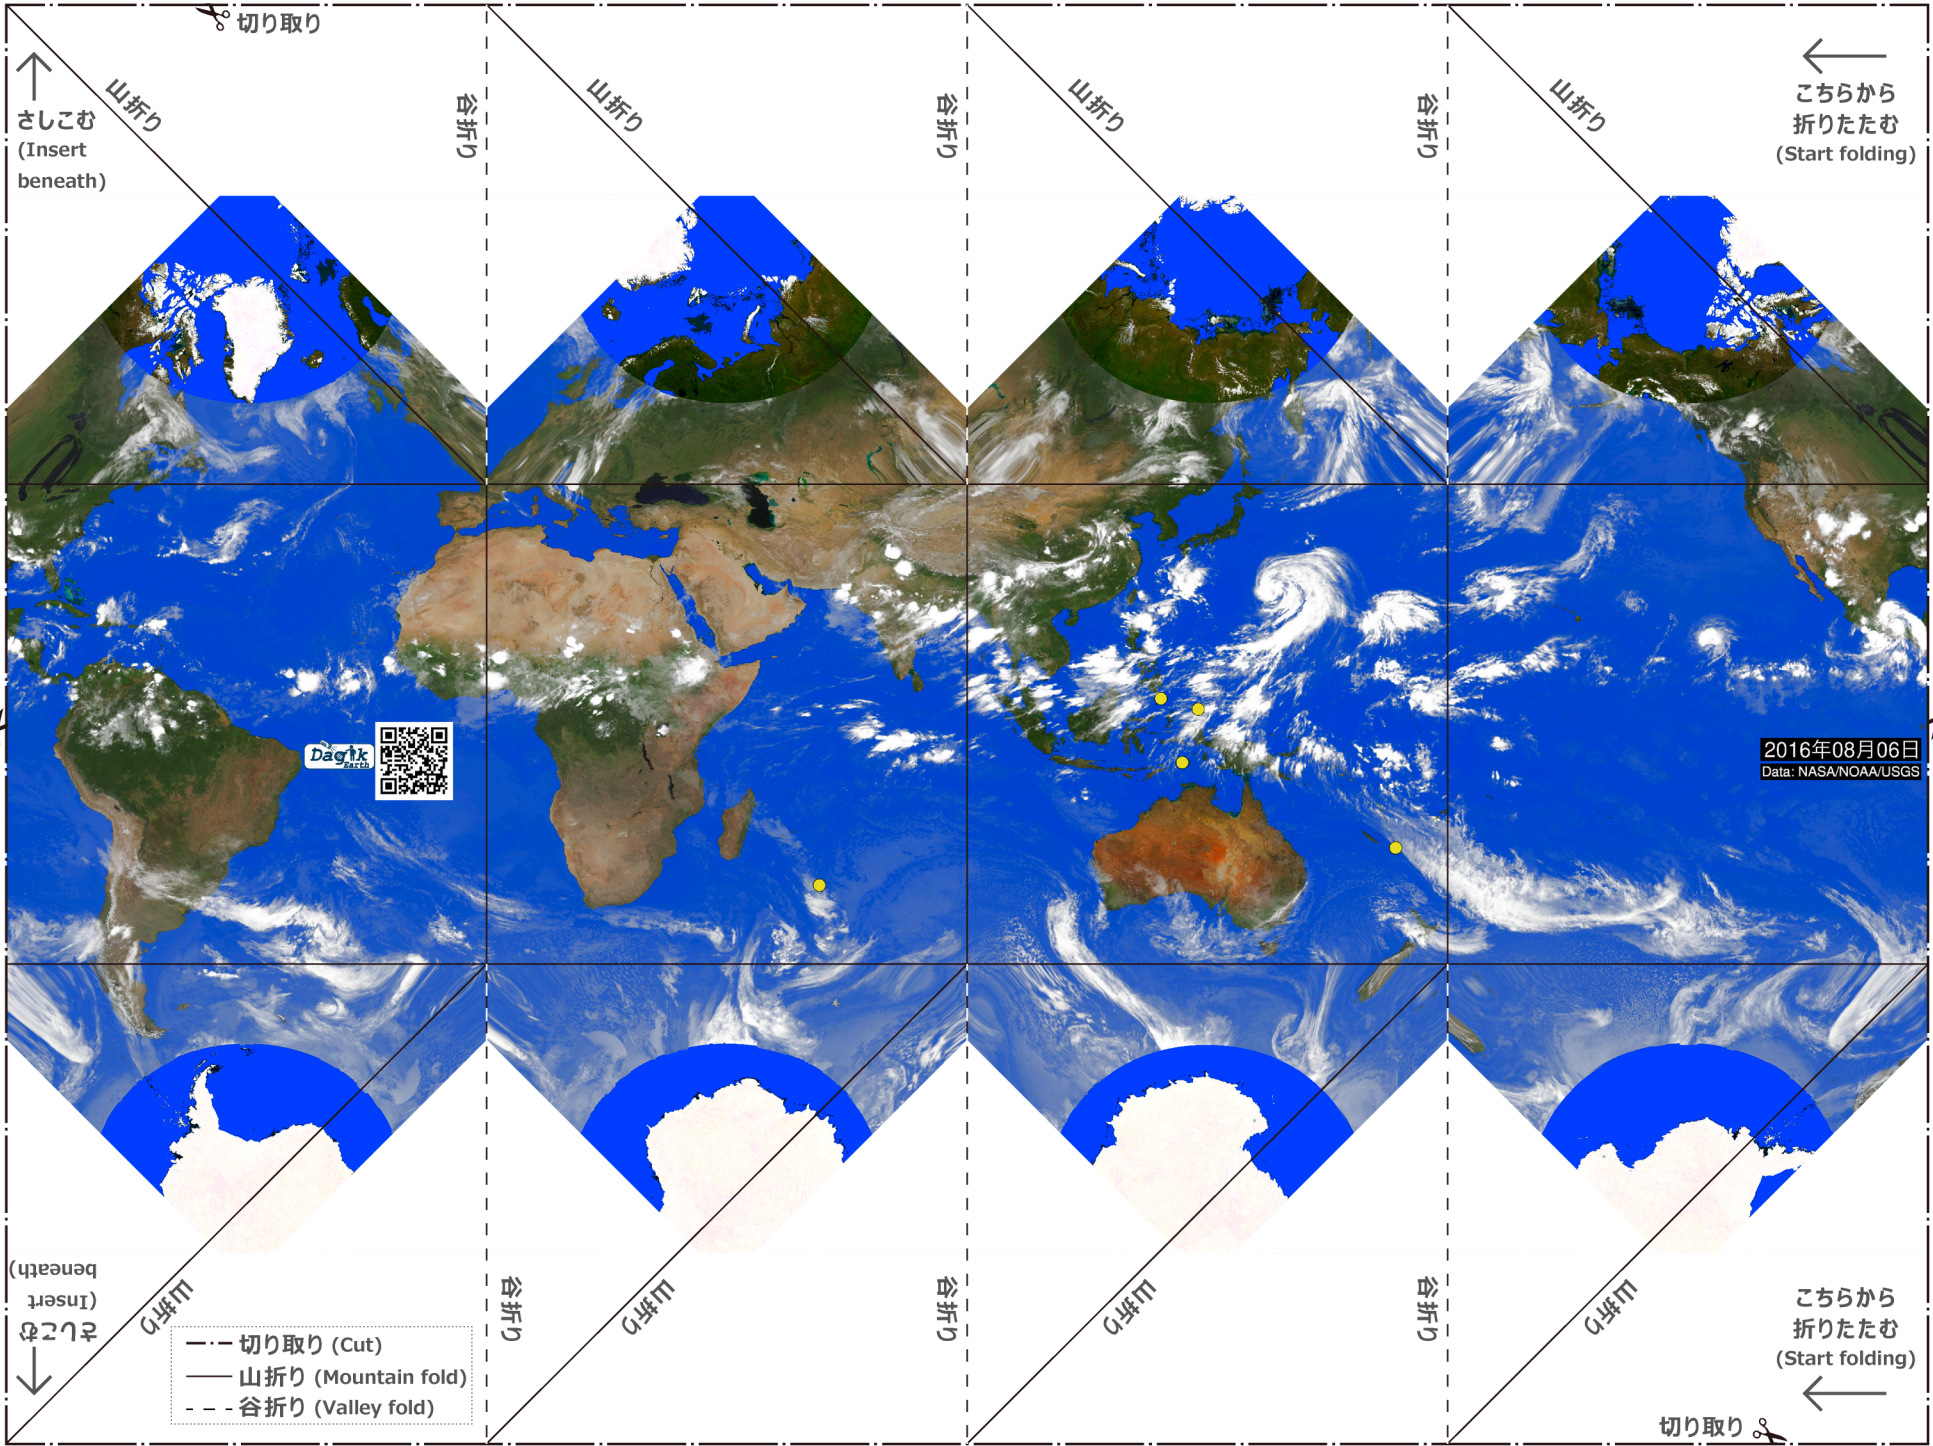 切り取り
山折り
谷折り
山折り
谷折り
山折り
谷折り
山折り
さしこむ
(Insert
beneath)
こちらから
折りたたむ
(Start folding)
Dagik
Earth
2016年08月06日
Data: NASA/NOAA/USGS
さしこむ
(Insert
beneath)
山折り
谷折り
山折り
谷折り
山折り
谷折り
山折り
こちらから
折りたたむ
(Start folding)
切り取り (Cut)
山折り (Mountain fold)
谷折り (Valley fold)
切り取り